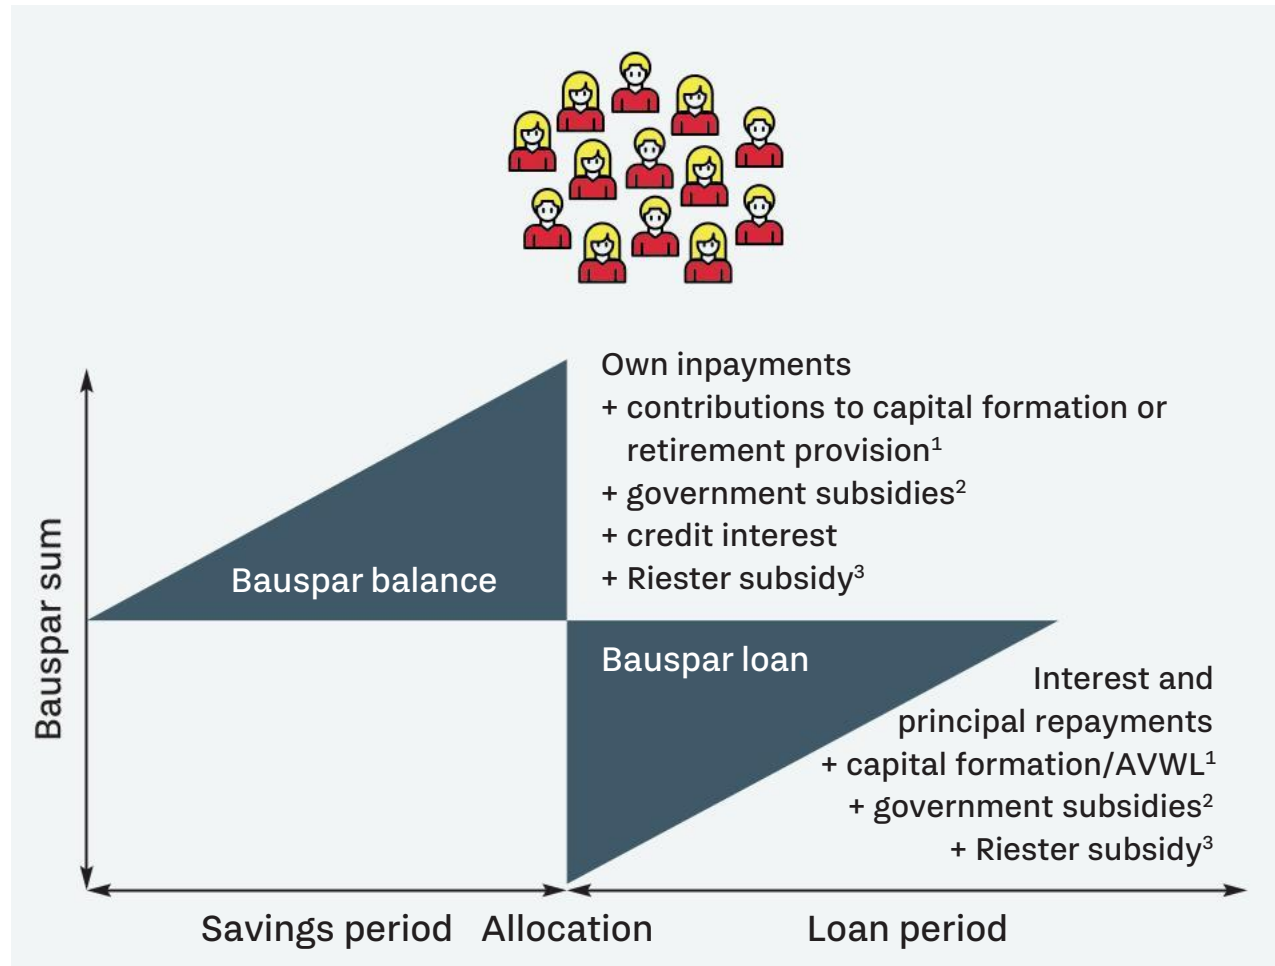 Own inpayments
+ contributions to capital formation or
retirement provision¹
+ government subsidies²
+ credit interest
+ Riester subsidy³
Bauspar sum
Bauspar balance
Bauspar loan
Interest and
principal repayments
+ capital formation/AVWL¹
+ government subsidies²
+ Riester subsidy³
Savings period
Allocation
Loan period